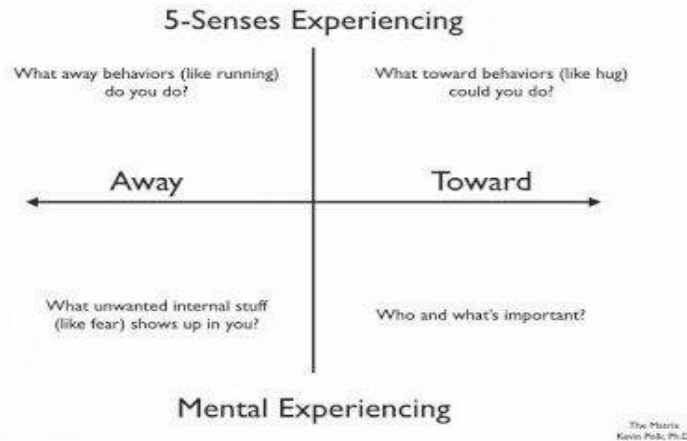 5-Senses Experiencing
What away behaviors (like running)
do you do?
What toward behaviors (like hug)
could you do?
Away
Toward
What unwanted internal stuff
(like fear) shows up in you?
Who and what's important?
Mental Experiencing
The Matrix
Kevin Polk, Ph.D